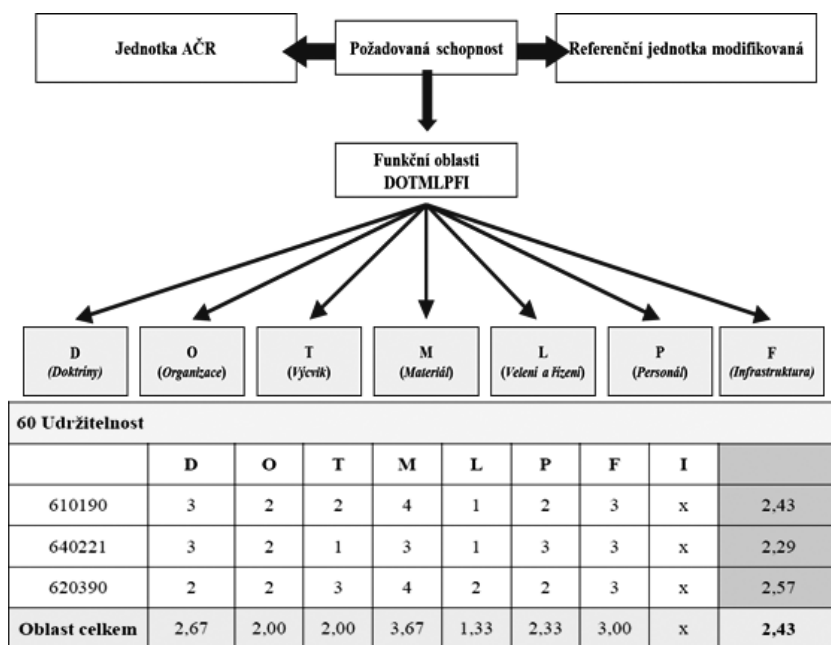 Jednotka AČR
Požadovaná schopnost
Referenční jednotka modifikovaná
Funkční oblasti
DOTMLPFI
D
(Doktríny)
O
(Organizace)
T
(Výcvik)
M
(Materiál)
L
(Velení a řízení)
P
(Personál)
F
(Infrastruktura)
60 Udržitelnost
D O T M L P F I
610190 3 2 2 4 1 2 3 x 2,43
640221 3 2 1 3 1 3 3 x 2,29
620390 2 2 3 4 2 2 3 x 2,57
Oblast celkem 2,67 2,00 2,00 3,67 1,33 2,33 3,00 x 2,43